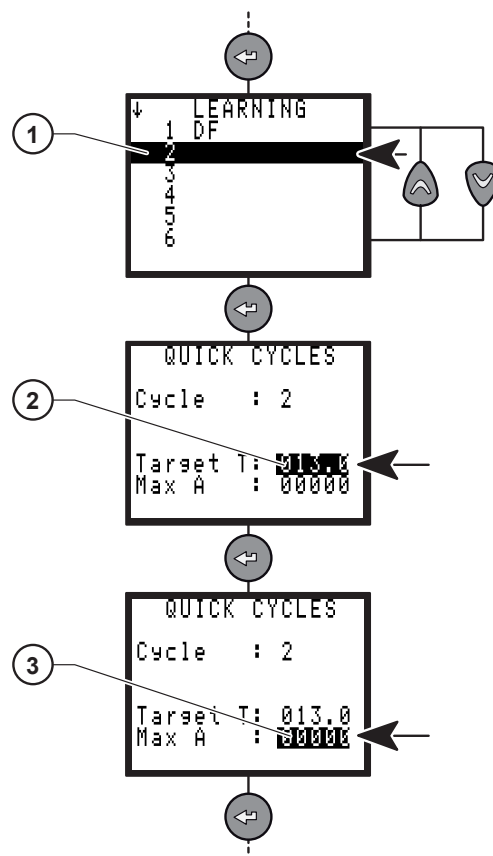 ↓ LEARNING
1 DF
2
3
4
5
6
1
QUICK CYCLES
Cycle : 2
Target T: 013.0
Max A : 00000
2
QUICK CYCLES
Cycle : 2
Target T: 013.0
Max A : 00000
3